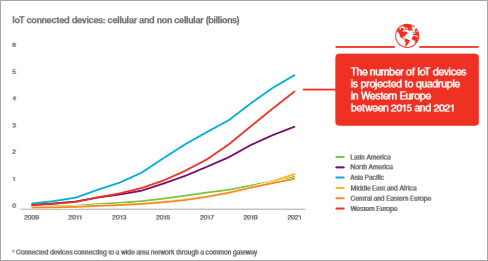 IoT connected devices: cellular and non cellular (billions)
6
5
4
3
2
1
0
2009 2011 2013 2015 2017 2019 2021
The number of IoT devices
is projected to quadruple
in Western Europe
between 2015 and 2021
Latin America
North America
Asia Pacific
Middle East and Africa
Central and Eastern Europe
Western Europe
² Connected devices connecting to a wide area network through a common gateway